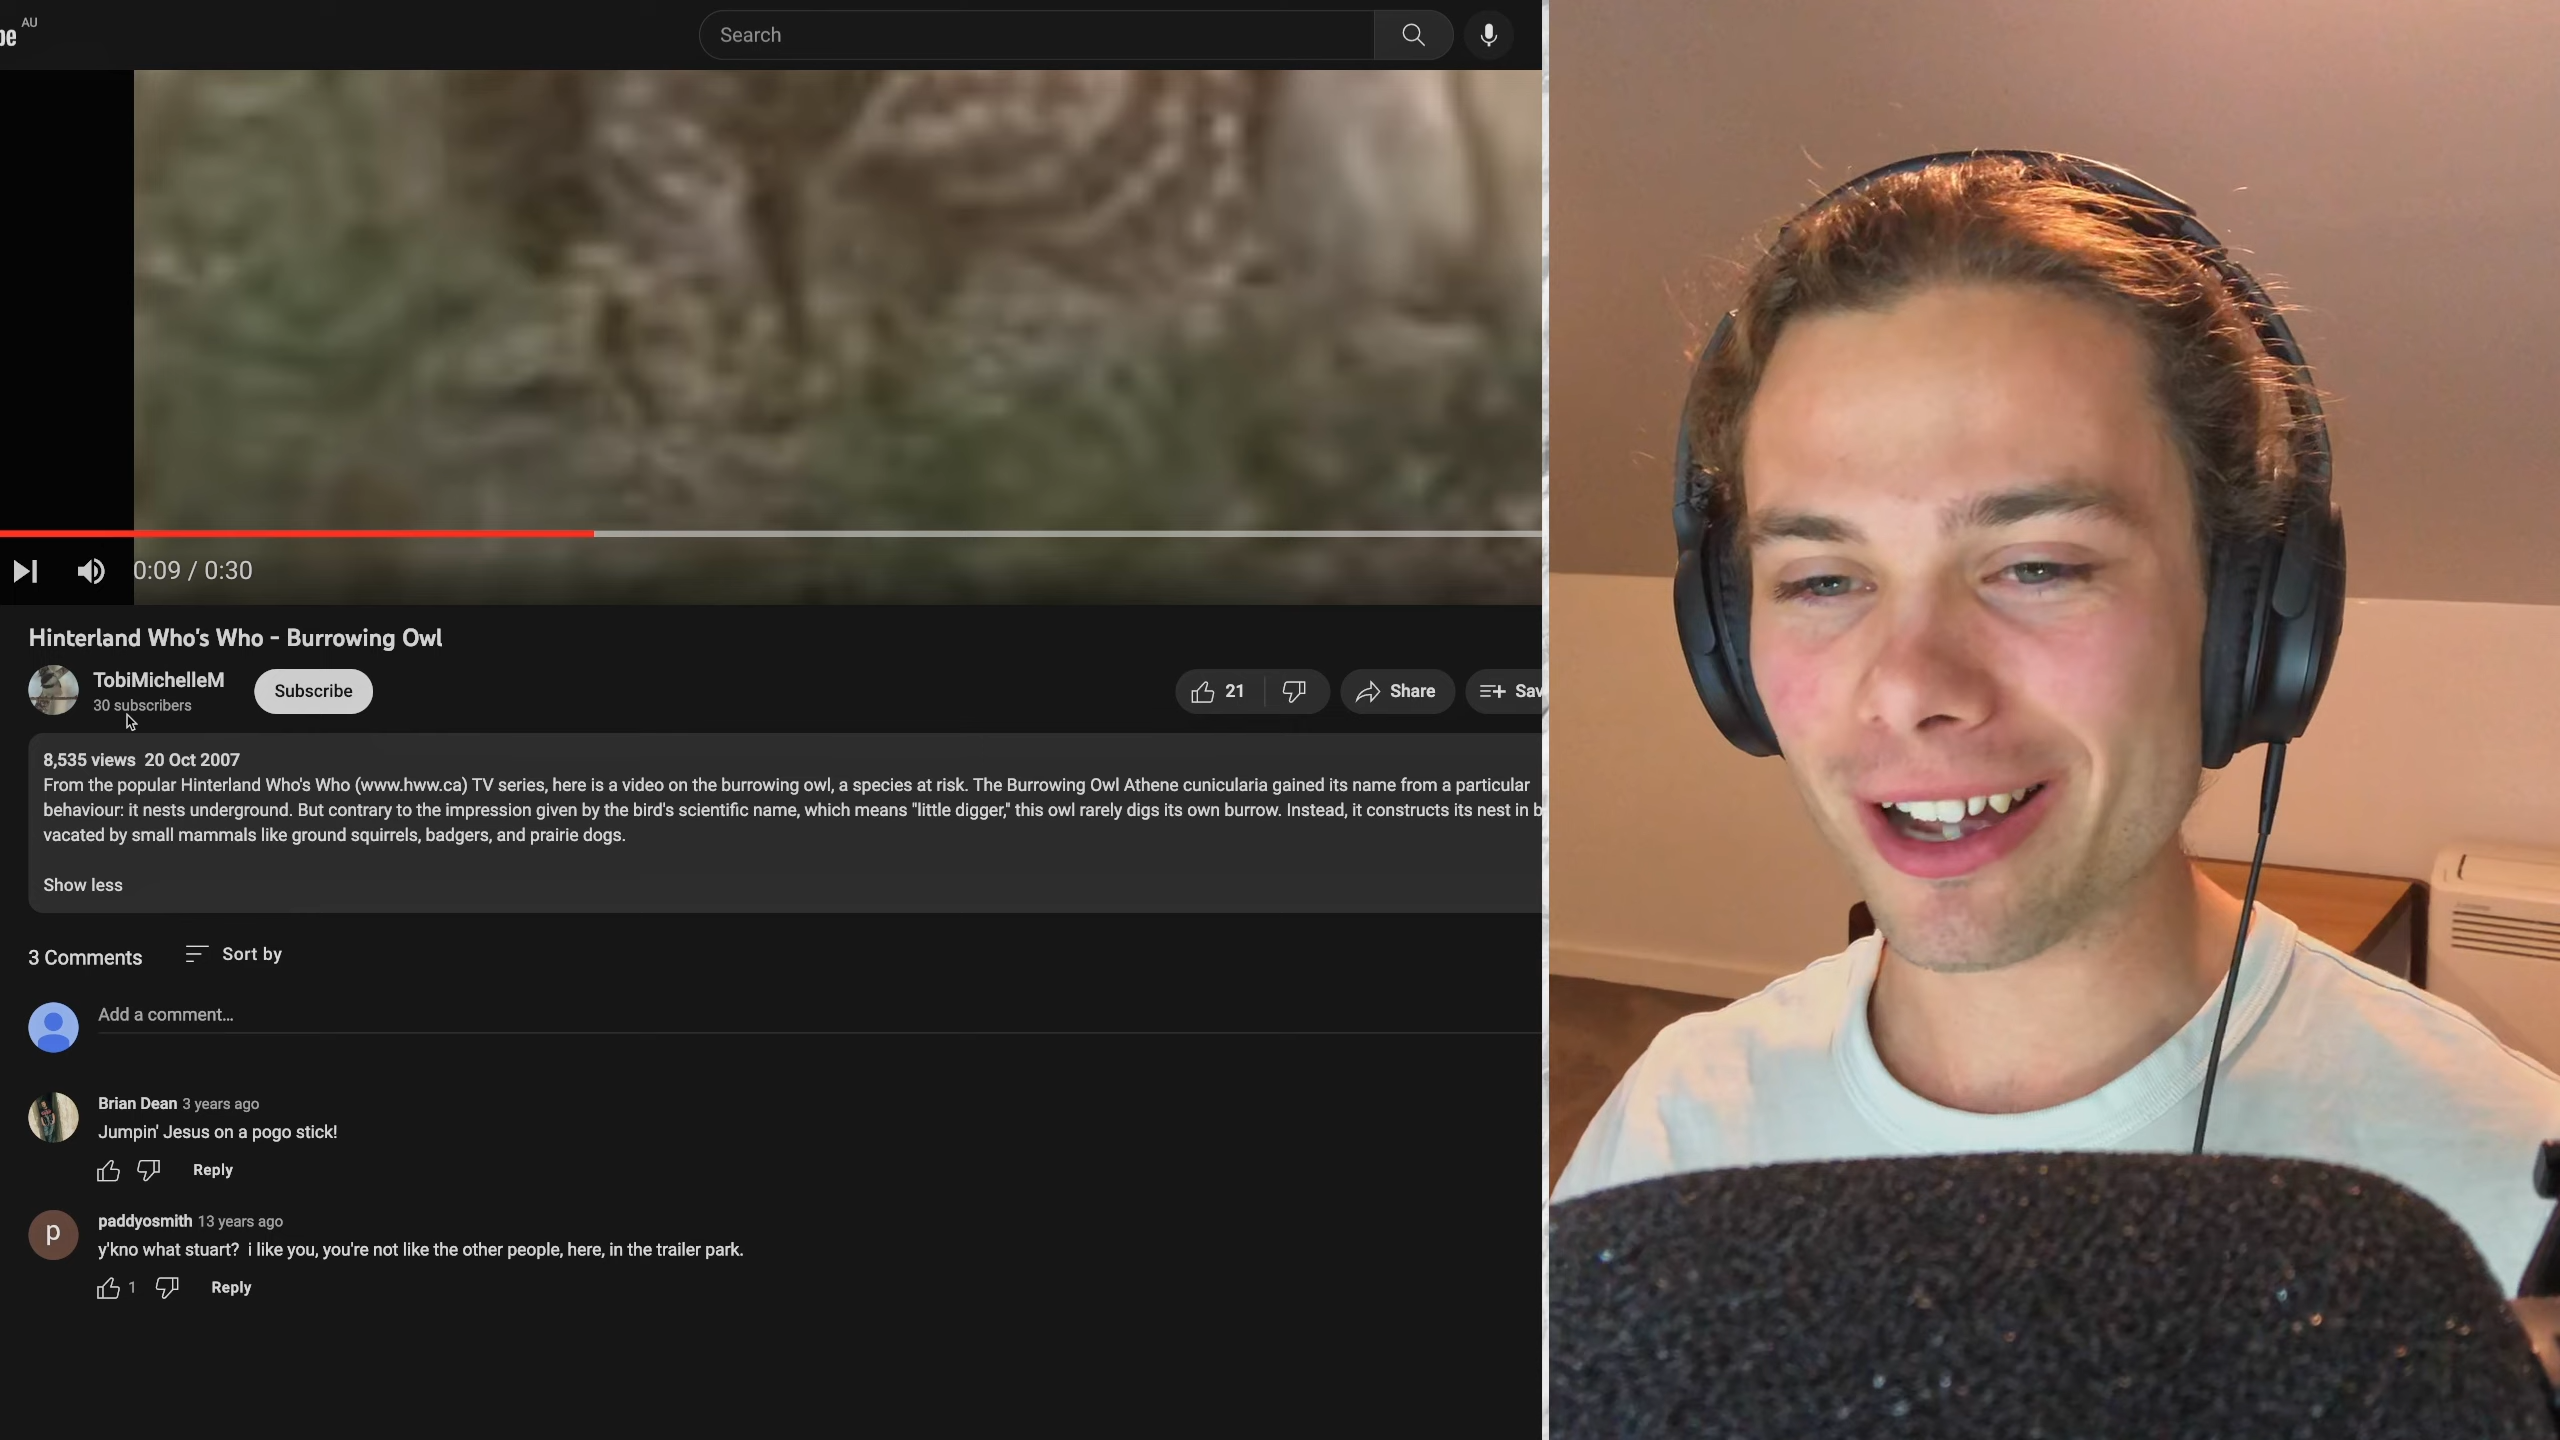 be AU
Search
0:09 / 0:30
Hinterland Who's Who - Burrowing Owl
TobiMichelleM
30 subscribers
Subscribe
21
Share
Sav
8,535 views 20 Oct 2007
From the popular Hinterland Who's Who (www.hww.ca) TV series, here is a video on the burrowing owl, a species at risk. The Burrowing Owl Athene cunicularia gained its name from a particular
behaviour: it nests underground. But contrary to the impression given by the bird's scientific name, which means "little digger," this owl rarely digs its own burrow. Instead, it constructs its nest in b
vacated by small mammals like ground squirrels, badgers, and prairie dogs.
Show less
3 Comments
Sort by
Add a comment...
Brian Dean 3 years ago
Jumpin' Jesus on a pogo stick!
Reply
p
paddyosmith 13 years ago
y'kno what stuart? i like you, you're not like the other people, here, in the trailer park.
1
Reply